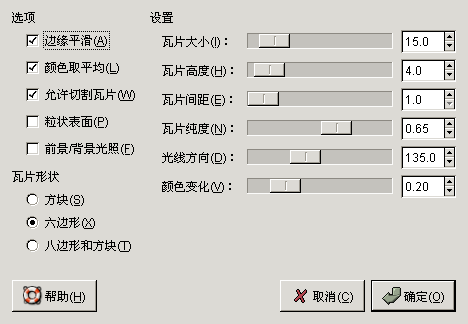 选项
边缘平滑(A)
颜色取平均(L)
允许切割瓦片(W)
粒状表面(P)
前景/背景光照(F)
瓦片形状
方块(S)
六边形(X)
八边形和方块(T)
设置
瓦片大小(I)： 15.0
瓦片高度(H)： 4.0
瓦片间距(E)： 1.0
瓦片纯度(N)： 0.65
光线方向(D)： 135.0
颜色变化(V)： 0.20
帮助(H)
取消(C)
确定(O)